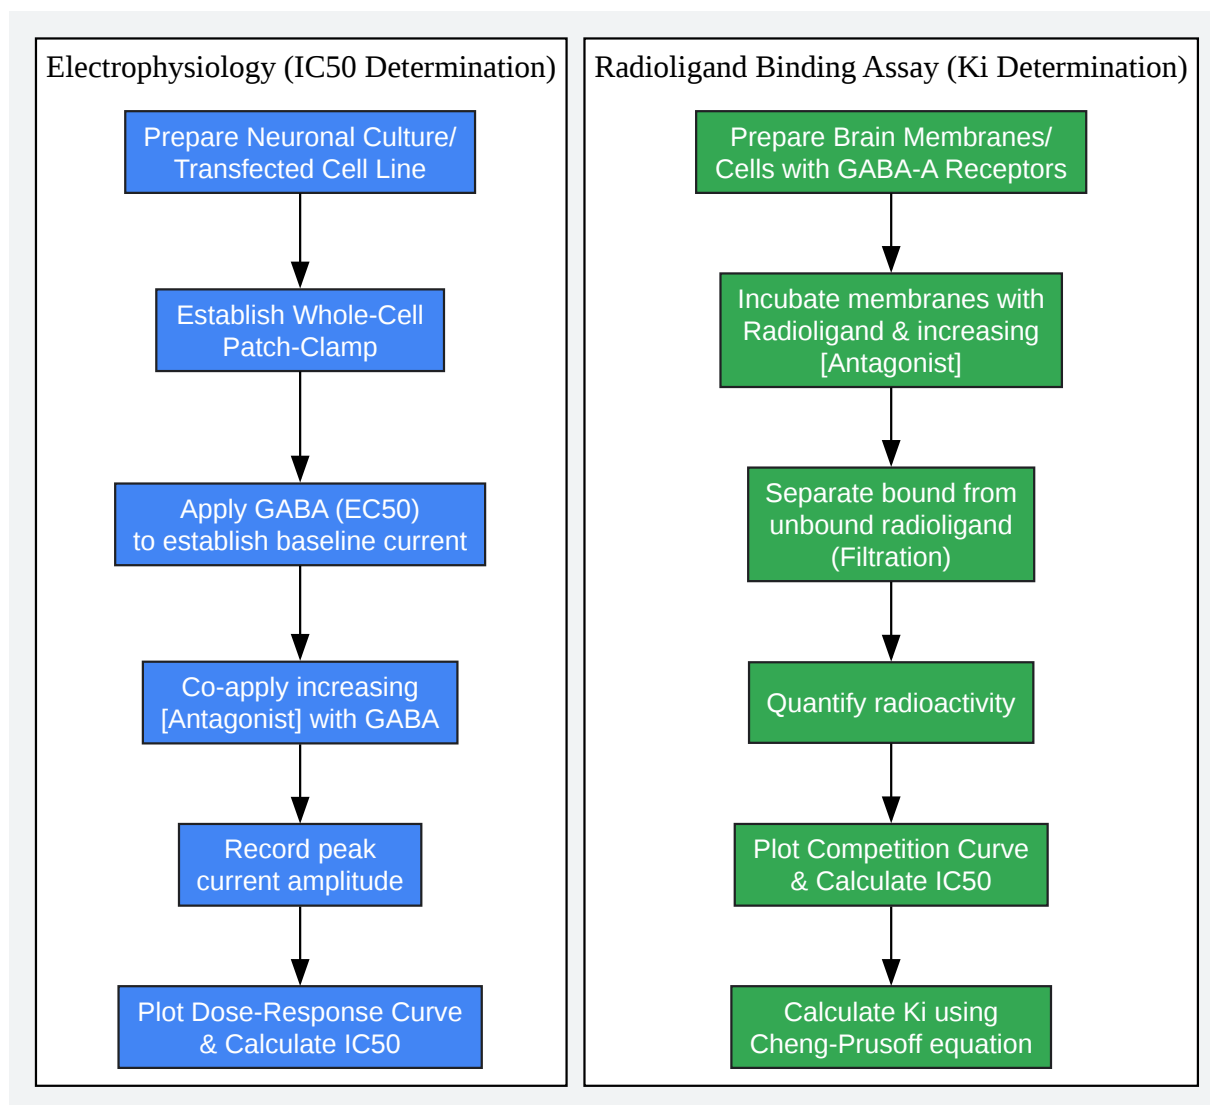 Electrophysiology (IC50 Determination)
Prepare Neuronal Culture/
Transfected Cell Line
Establish Whole-Cell
Patch-Clamp
Apply GABA (EC50)
to establish baseline current
Co-apply increasing
[Antagonist] with GABA
Record peak
current amplitude
Plot Dose-Response Curve
& Calculate IC50
Radioligand Binding Assay (Ki Determination)
Prepare Brain Membranes/
Cells with GABA-A Receptors
Incubate membranes with
Radioligand & increasing
[Antagonist]
Separate bound from
unbound radioligand
(Filtration)
Quantify radioactivity
Plot Competition Curve
& Calculate IC50
Calculate Ki using
Cheng-Prusoff equation